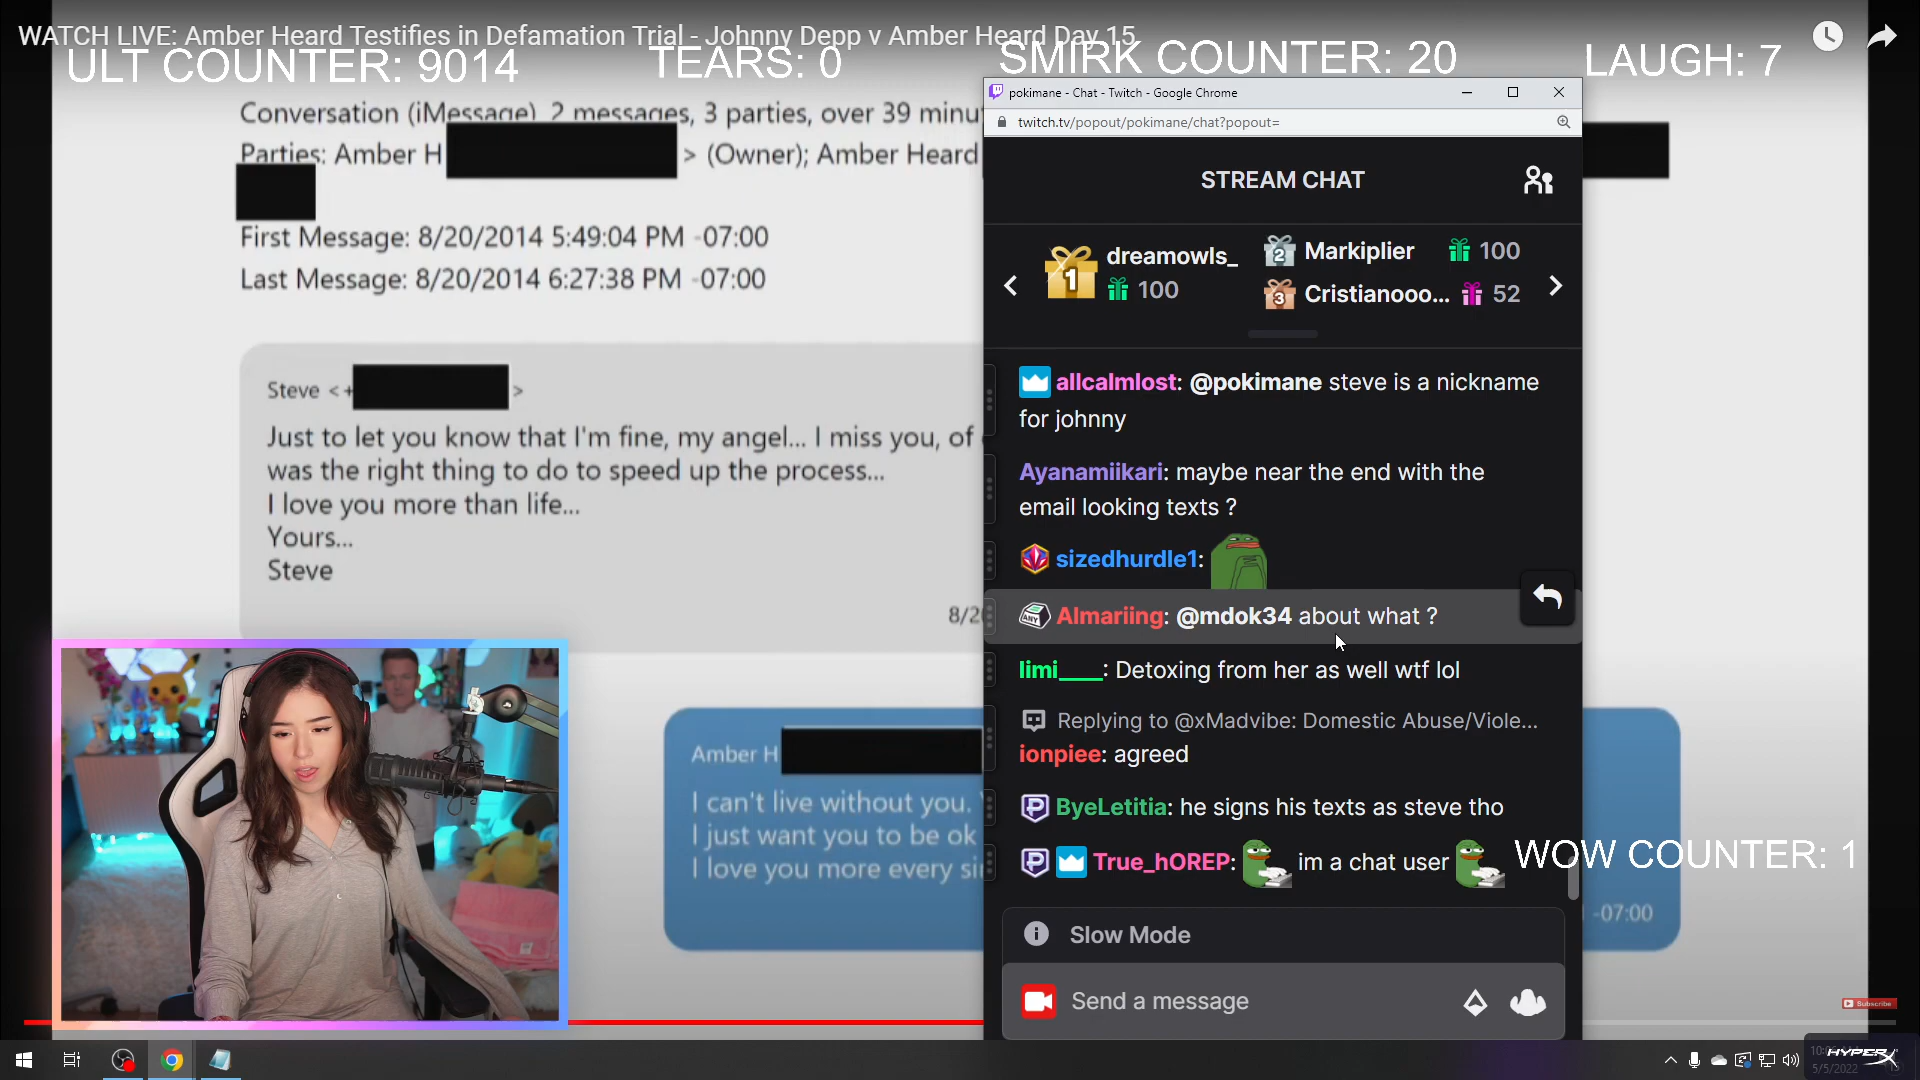 WATCH LIVE: Amber Heard Testifies in Defamation Trial - Johnny Depp v Amber Heard Day 15
ULT COUNTER: 9014
TEARS: 0
SMIRK COUNTER: 20
LAUGH: 7
Conversation (iMessage), 2 messages, 3 parties, over 39
Parties: Amber H > (Owner); Amber Heard
First Message: 8/20/2014 5:49:04 PM -07:00
Last Message: 8/20/2014 6:27:38 PM -07:00
Steve <+ >
Just to let you know that I'm fine, my angel... I miss you, of
was the right thing to do to speed up the process...
I love you more than life...
Yours...
Steve
Amber H
I can't live without you.
I just want you to be ok
I love you more every
-07:00
pokimane - Chat - Twitch - Google Chrome
twitch.tv/popout/pokimane/chat?popout=
STREAM CHAT
1 dreamowls_ 100
2 Markiplier 100
3 Cristianooo... 52
allcalmlost: @pokimane steve is a nickname
for johnny
Ayanamiikari: maybe near the end with the
email looking texts ?
sizedhurdle1:
ANY Almariing: @mdok34 about what ?
limi____: Detoxing from her as well wtf lol
Replying to @xMadvibe: Domestic Abuse/Viole...
ionpiee: agreed
ByeLetitia: he signs his texts as steve tho
True_hOREP: im a chat user
WOW COUNTER: 1
Slow Mode
Send a message
Subscribe
HYPERX
5/5/2022